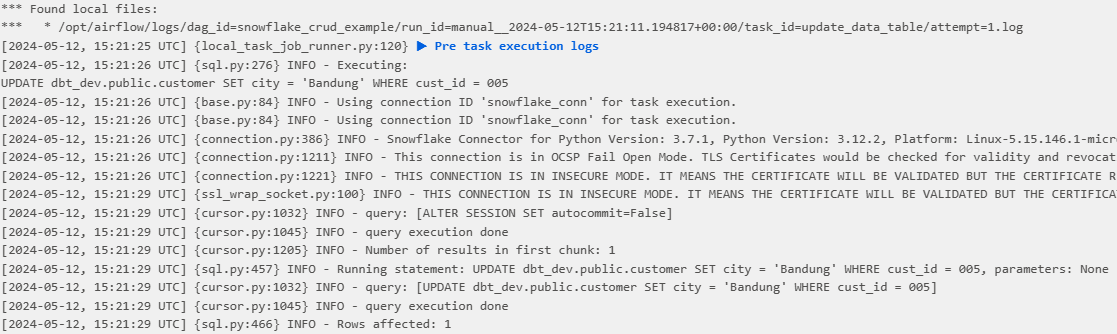 *** Found local files:
***   * /opt/airflow/logs/dag_id=snowflake_crud_example/run_id=manual__2024-05-12T15:21:11.194817+00:00/task_id=update_data_table/attempt=1.log
[2024-05-12, 15:21:25 UTC] {local_task_job_runner.py:120} ▶ Pre task execution logs
[2024-05-12, 15:21:26 UTC] {sql.py:276} INFO - Executing:
UPDATE dbt_dev.public.customer SET city = 'Bandung' WHERE cust_id = 005
[2024-05-12, 15:21:26 UTC] {base.py:84} INFO - Using connection ID 'snowflake_conn' for task execution.
[2024-05-12, 15:21:26 UTC] {base.py:84} INFO - Using connection ID 'snowflake_conn' for task execution.
[2024-05-12, 15:21:26 UTC] {connection.py:386} INFO - Snowflake Connector for Python Version: 3.7.1, Python Version: 3.12.2, Platform: Linux-5.15.146.1-micr
[2024-05-12, 15:21:26 UTC] {connection.py:1211} INFO - This connection is in OCSP Fail Open Mode. TLS Certificates would be checked for validity and revocat
[2024-05-12, 15:21:26 UTC] {connection.py:1221} INFO - THIS CONNECTION IS IN INSECURE MODE. IT MEANS THE CERTIFICATE WILL BE VALIDATED BUT THE CERTIFICATE R
[2024-05-12, 15:21:29 UTC] {ssl_wrap_socket.py:100} INFO - THIS CONNECTION IS IN INSECURE MODE. IT MEANS THE CERTIFICATE WILL BE VALIDATED BUT THE CERTIFICA
[2024-05-12, 15:21:29 UTC] {cursor.py:1032} INFO - query: [ALTER SESSION SET autocommit=False]
[2024-05-12, 15:21:29 UTC] {cursor.py:1045} INFO - query execution done
[2024-05-12, 15:21:29 UTC] {cursor.py:1205} INFO - Number of results in first chunk: 1
[2024-05-12, 15:21:29 UTC] {sql.py:457} INFO - Running statement: UPDATE dbt_dev.public.customer SET city = 'Bandung' WHERE cust_id = 005, parameters: None
[2024-05-12, 15:21:29 UTC] {cursor.py:1032} INFO - query: [UPDATE dbt_dev.public.customer SET city = 'Bandung' WHERE cust_id = 005]
[2024-05-12, 15:21:29 UTC] {cursor.py:1045} INFO - query execution done
[2024-05-12, 15:21:29 UTC] {sql.py:466} INFO - Rows affected: 1